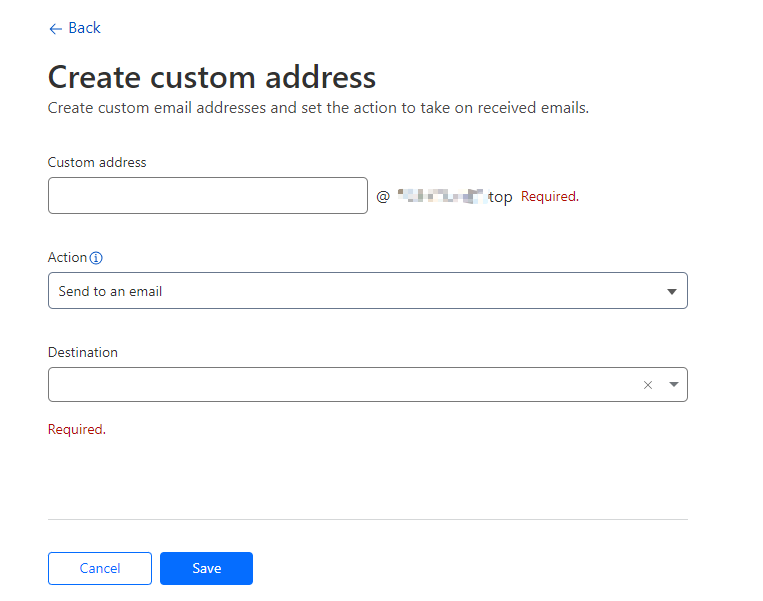 Back
Create custom address
Create custom email addresses and set the action to take on received emails.
Custom address
@ top Required.
Action
Send to an email
Destination
Required.
Cancel
Save